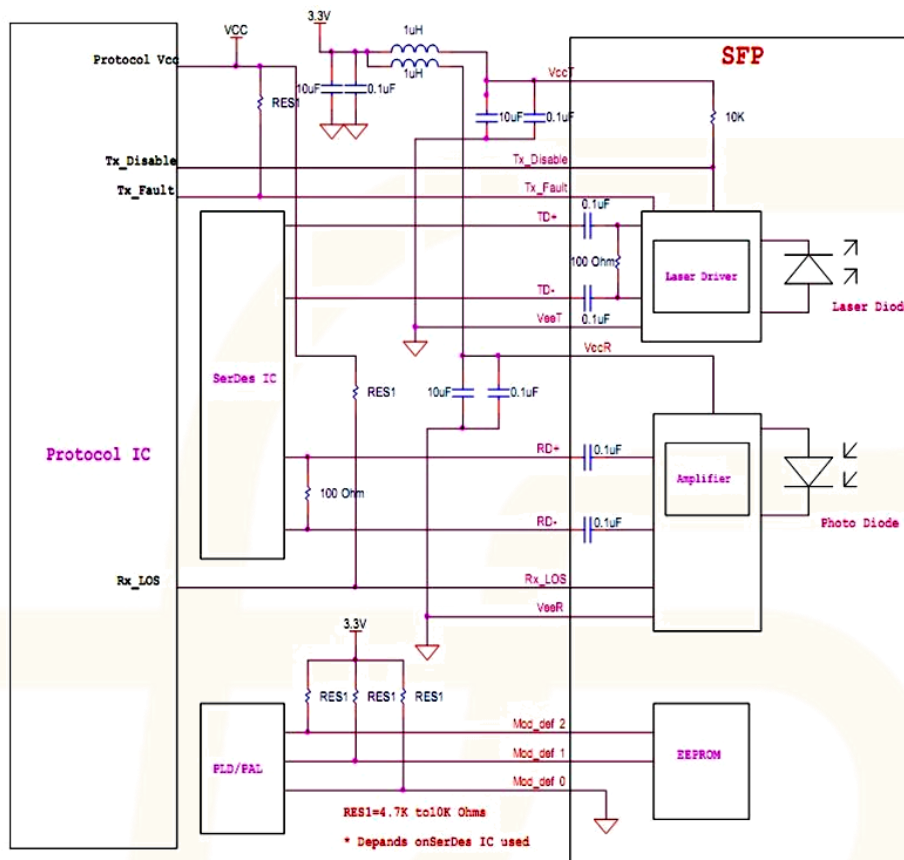 3.3V
VCC
1uH
SFP
Protocol Vcc
1uH
VccT
10uF
0.1uF
RES1
10uF
0.1uF
10K
Tx_Disable
Tx_Disable
Tx_Fault
Tx_Fault
0.1uF
TD+
100 Ohm
Laser Driver
TD-
Laser Diod
0.1uF
VeeT
VccR
SerDes IC
RES1
10uF
0.1uF
Protocol IC
RD+
0.1uF
Amplifier
100 Ohm
RD-
0.1uF
Photo Diode
Rx_LOS
Rx_LOS
VeeR
3.3V
RES1
RES1
RES1
Mod_def 2
PLD/PAL
Mod_def 1
EEPROM
Mod_def 0
RES1=4.7K to10K Ohms
* Depands onSerDes IC used